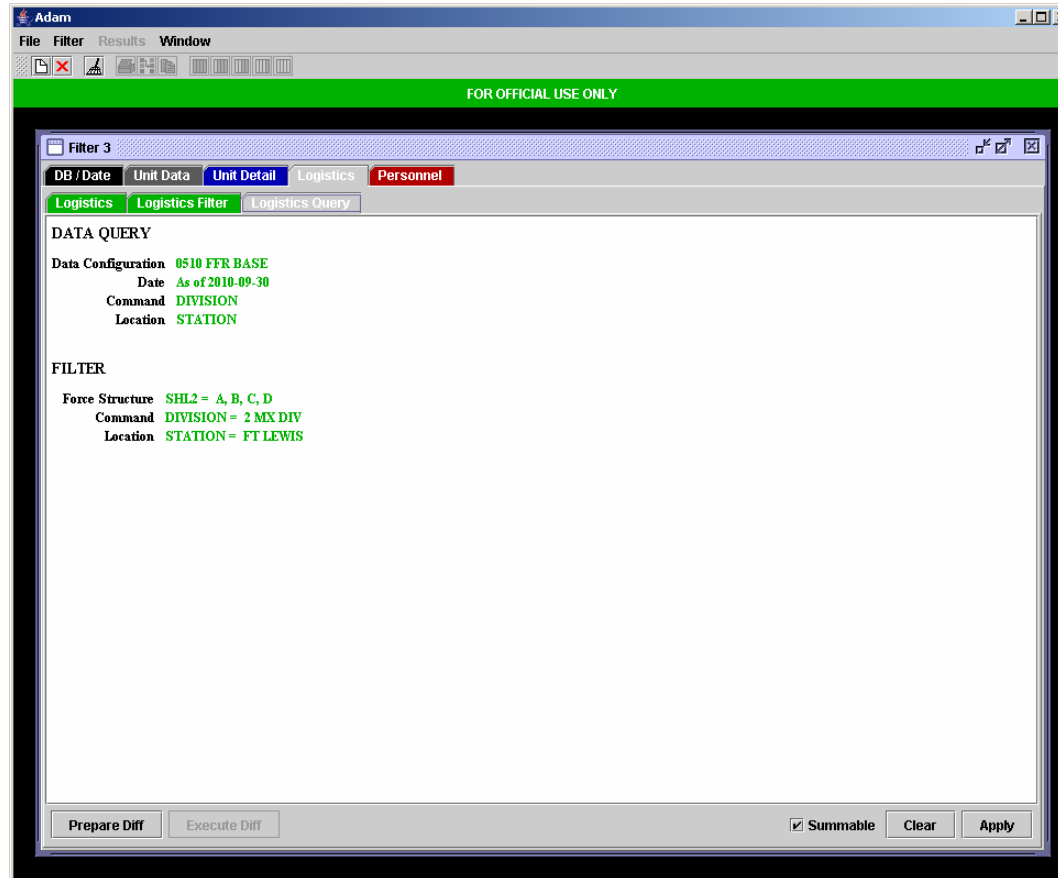 Adam
File Filter Results Window
FOR OFFICIAL USE ONLY
Filter 3
DB / Date Unit Data Unit Detail Logistics Personnel
Logistics Logistics Filter Logistics Query
DATA QUERY
Data Configuration 0510 FFR BASE
Date As of 2010-09-30
Command DIVISION
Location STATION
FILTER
Force Structure SHL2 = A, B, C, D
Command DIVISION = 2 MX DIV
Location STATION = FT LEWIS
Prepare Diff Execute Diff Summable Clear Apply